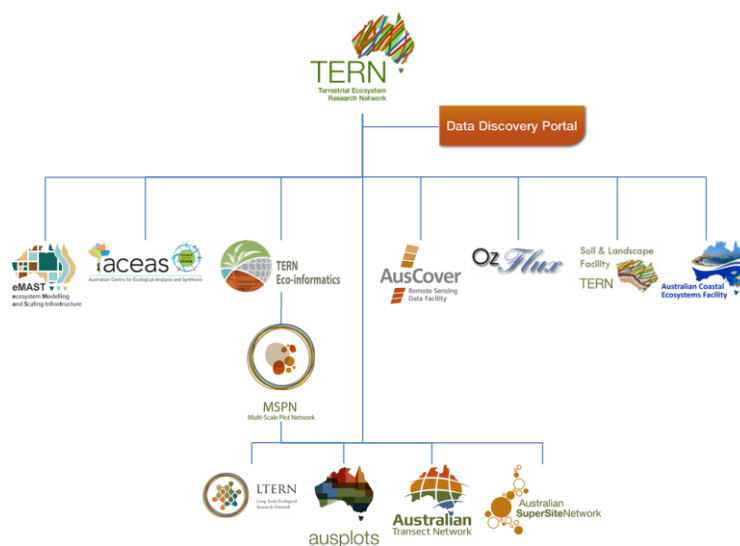 TERN
Terrestrial Ecosystem
Research Network
Data Discovery Portal
eMAST
ecosystem Modelling
and Scaling Infrastructure
aceas
Australian Centre for Ecological Analysis and Synthesis
TERN
Eco-informatics
AusCover
Remote Sensing
Data Facility
Oz Flux
Soil & Landscape
Facility
TERN
Australian Coastal
Ecosystems Facility
MSPN
Multi-Scale Plot Network
LTERN
Long Term Ecological
Research Network
ausplots
Australian
Transect Network
Australian
SuperSiteNetwork